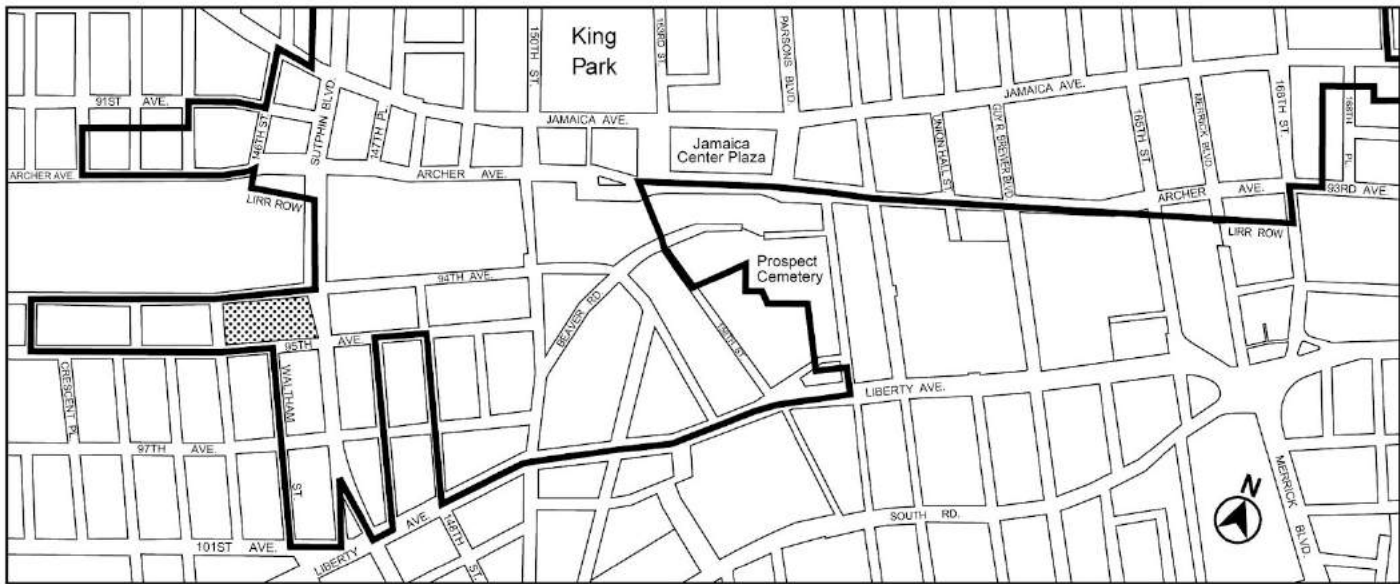 King
Park
150TH ST.
153RD ST.
PARSONS BLVD.
91ST AVE.
146TH ST.
SUTPHIN BLVD.
147TH PL.
JAMAICA AVE.
JAMAICA AVE.
Jamaica
Center Plaza
UNION HALL ST.
GUY R. BREWER BLVD.
165TH ST.
MERRICK BLVD.
168TH ST.
168TH PL.
ARCHER AVE.
ARCHER AVE.
ARCHER AVE.
93RD AVE.
LIRR ROW
LIRR ROW
94TH AVE.
Prospect
Cemetery
BEAVER RD.
159TH ST.
95TH AVE.
CRESCENT PL.
WALTHAM ST.
LIBERTY AVE.
97TH AVE.
101ST AVE.
LIBERTY AVE.
148TH ST.
SOUTH RD.
MERRICK BLVD.
N